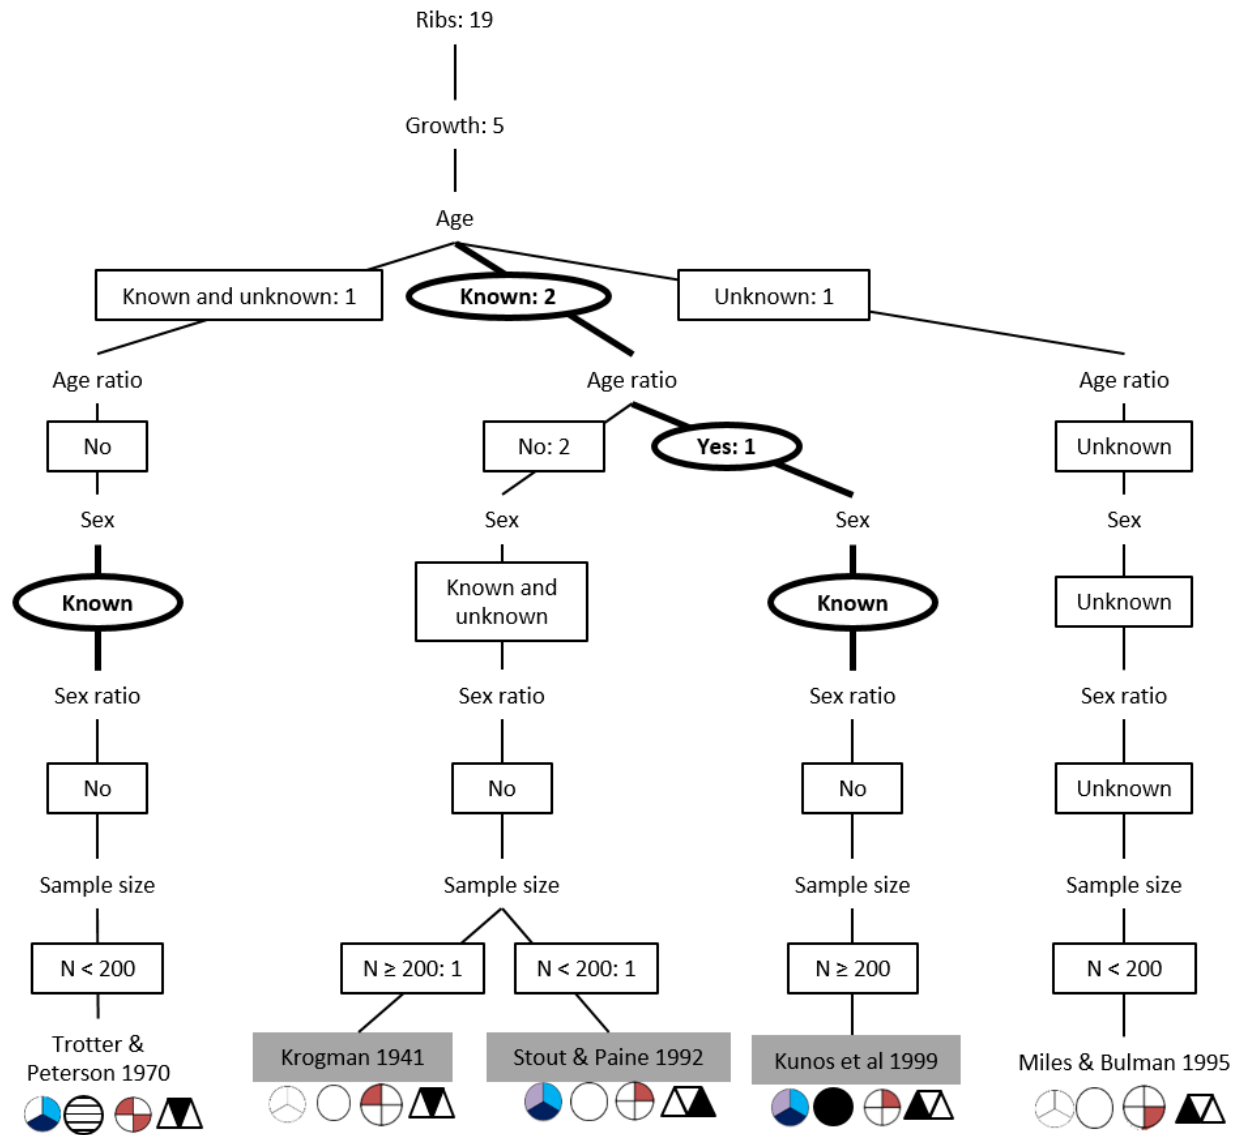 Ribs: 19
Growth: 5
Age
Known and unknown: 1
Known: 2
Unknown: 1
Age ratio
Age ratio
Age ratio
No
No: 2
Yes: 1
Unknown
Sex
Sex
Sex
Sex
Known
Known and
unknown
Known
Unknown
Sex ratio
Sex ratio
Sex ratio
Sex ratio
No
No
No
Unknown
Sample size
Sample size
Sample size
Sample size
N < 200
N ≥ 200: 1
N < 200: 1
N ≥ 200
N < 200
Trotter &
Peterson 1970
Krogman 1941
Stout & Paine 1992
Kunos et al 1999
Miles & Bulman 1995